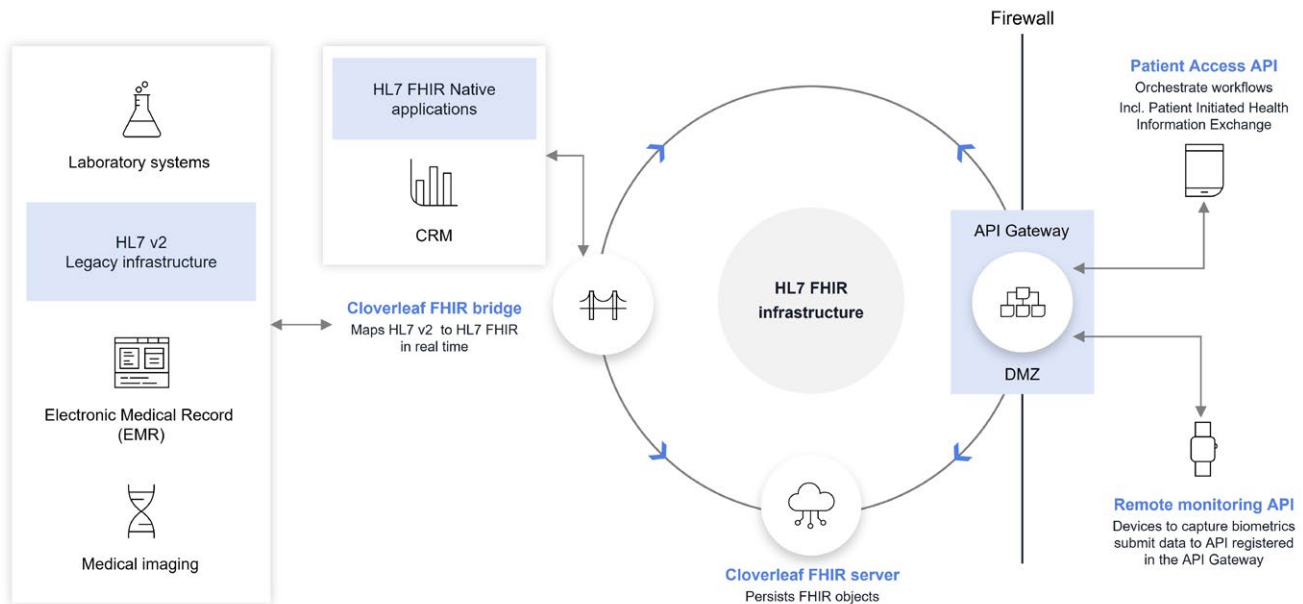 Laboratory systems
HL7 v2
Legacy infrastructure
Electronic Medical Record
(EMR)
Medical imaging
HL7 FHIR Native
applications
CRM
Cloverleaf FHIR bridge
Maps HL7 v2 to HL7 FHIR
in real time
HL7 FHIR
infrastructure
Cloverleaf FHIR server
Persists FHIR objects
Firewall
API Gateway
DMZ
Patient Access API
Orchestrate workflows
Incl. Patient Initiated Health
Information Exchange
Remote monitoring API
Devices to capture biometrics
submit data to API registered
in the API Gateway